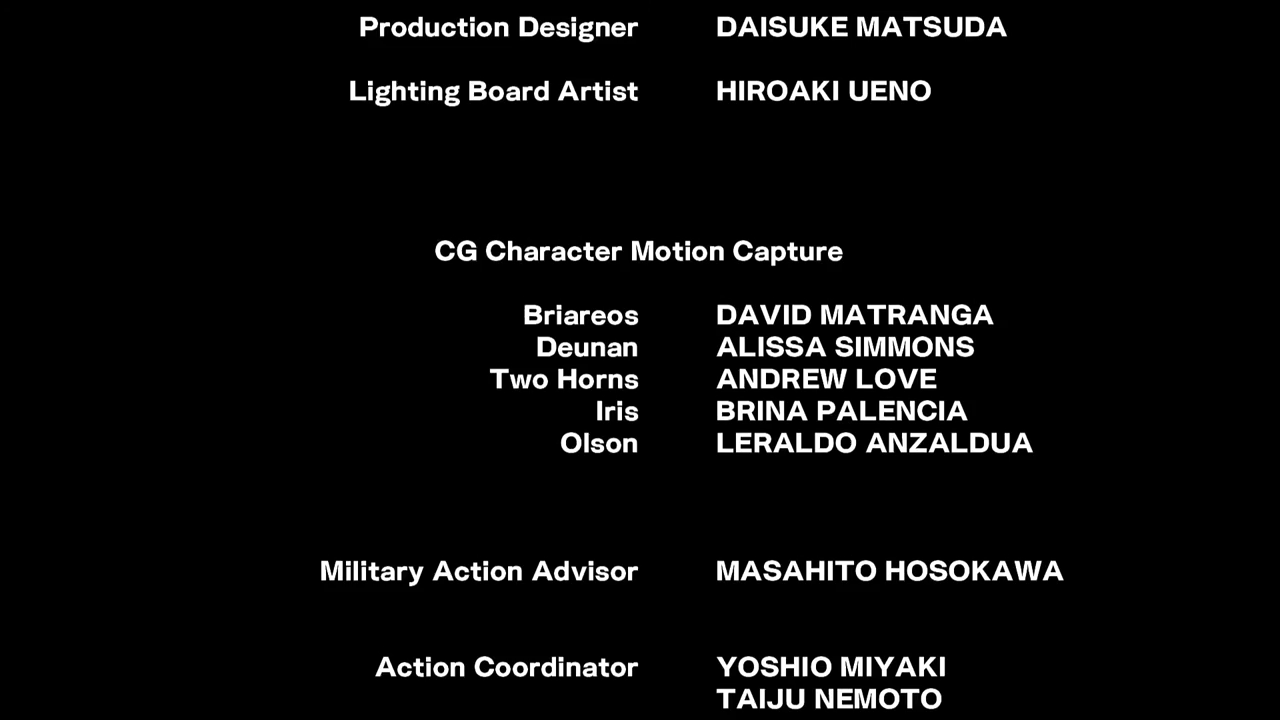 Production Designer DAISUKE MATSUDA
Lighting Board Artist HIROAKI UENO
CG Character Motion Capture
Briareos DAVID MATRANGA
Deunan ALISSA SIMMONS
Two Horns ANDREW LOVE
Iris BRINA PALENCIA
Olson LERALDO ANZALDUA
Military Action Advisor MASAHITO HOSOKAWA
Action Coordinator YOSHIO MIYAKI
TAIJU NEMOTO